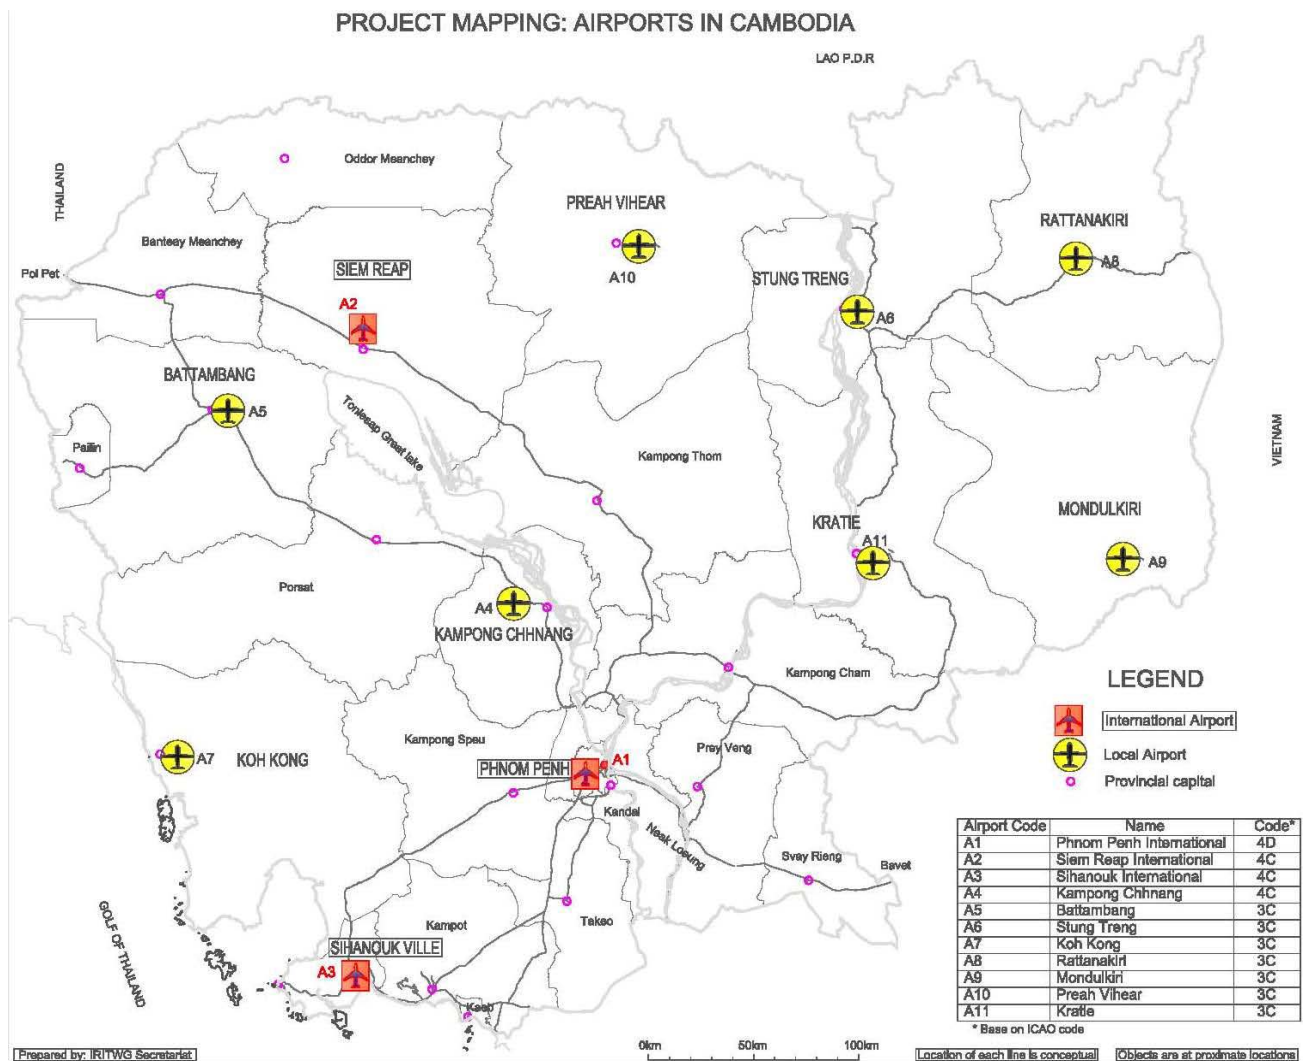 PROJECT MAPPING: AIRPORTS IN CAMBODIA
LAO P.D.R
THAILAND
Oddor Meanchey
PREAH VIHEAR
RATTANAKIRI
Banteay Meanchey
Poi Pet
SIEM REAP
A10
STUNG TRENG
A8
A2
A6
BATTAMBANG
A5
Tonlesap Great lake
Pailin
Kampong Thom
VIETNAM
MONDULKIRI
KRATIE
A11
A9
Porsat
A4
KAMPONG CHHNANG
Kampong Cham
LEGEND
International Airport
Local Airport
Provincial capital
Kampong Speu
Prey Veng
A7
KOH KONG
PHNOM PENH
A1
Kandal
Neak Loeung
Svay Rieng
Bavet
GOLF OF THAILAND
Kampot
Takeo
SIHANOUK VILLE
A3
Keeb
Airport Code Name Code*
A1 Phnom Penh International 4D
A2 Siem Reap International 4C
A3 Sihanouk International 4C
A4 Kampong Chhnang 4C
A5 Battambang 3C
A6 Stung Treng 3C
A7 Koh Kong 3C
A8 Rattanakiri 3C
A9 Mondulkiri 3C
A10 Preah Vihear 3C
A11 Kratie 3C
* Base on ICAO code
0km 50km 100km
Prepared by: IRITWG Secretariat
Location of each line is conceptual
Objects are at proximate locations